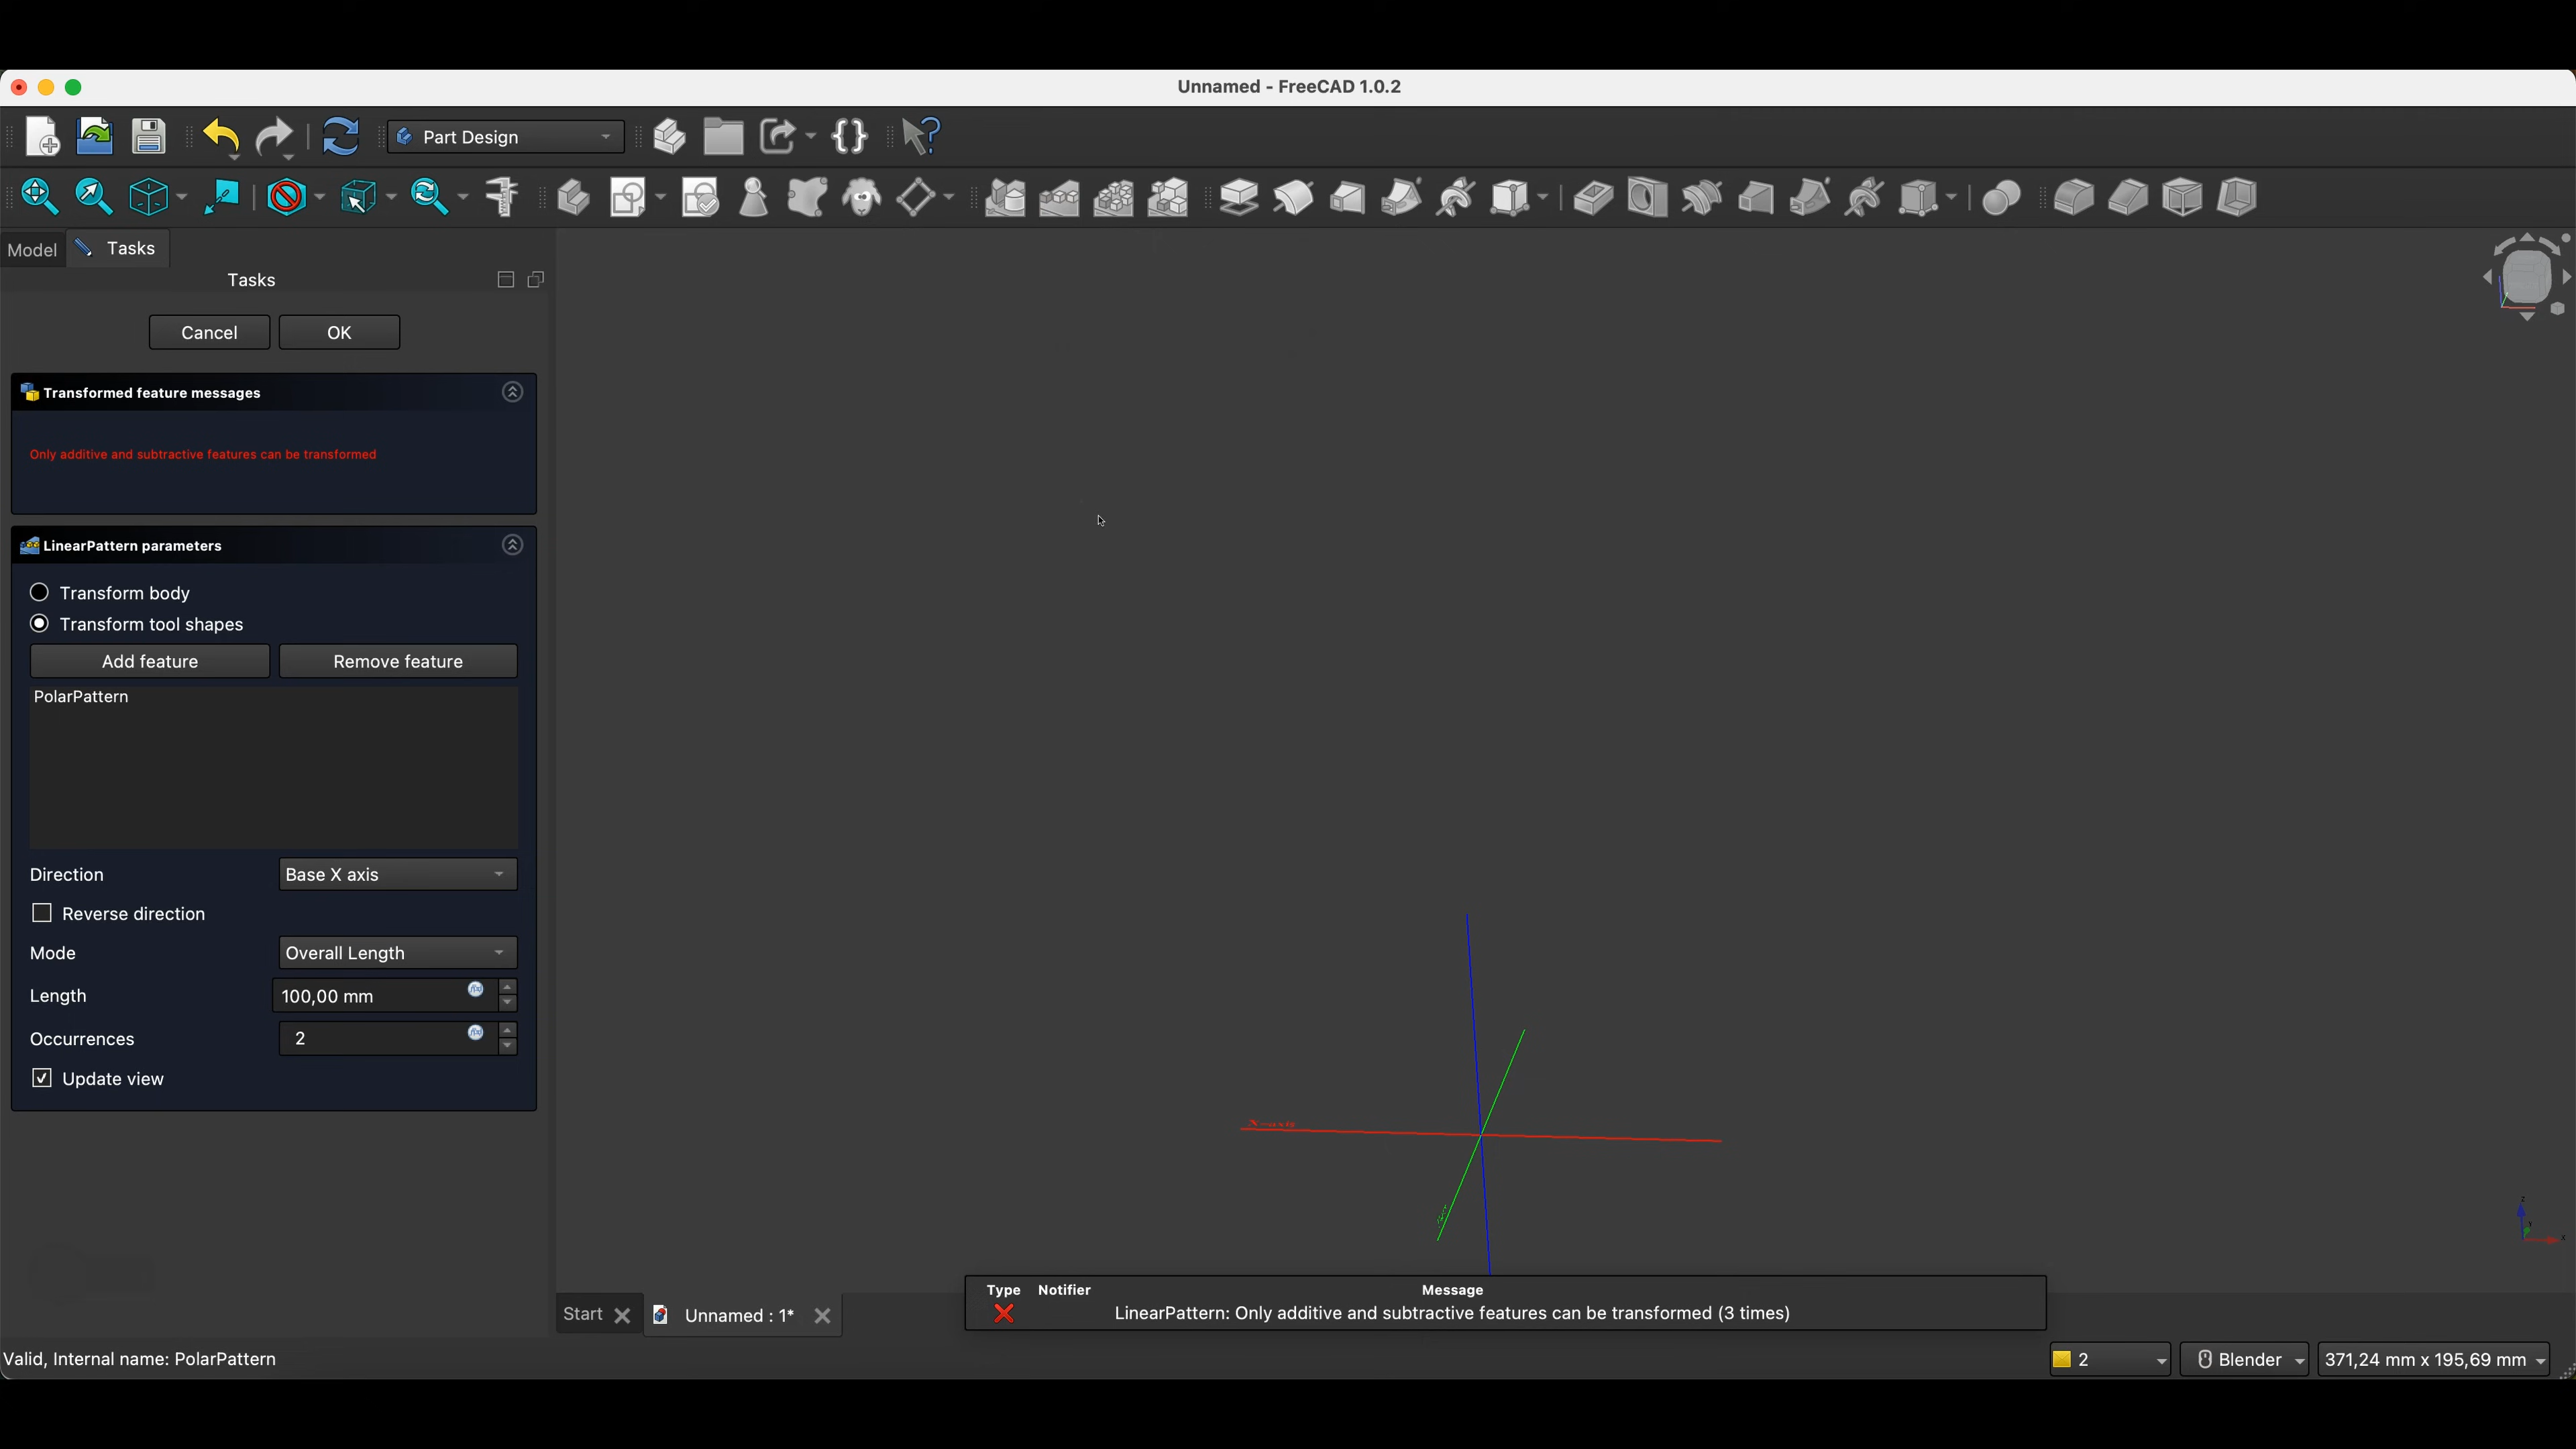 Unnamed - FreeCAD 1.0.2
Part Design
Model
Tasks
Tasks
Cancel
OK
Transformed feature messages
Only additive and subtractive features can be transformed
LinearPattern parameters
Transform body
Transform tool shapes
Add feature
Remove feature
PolarPattern
Direction
Base X axis
Reverse direction
Mode
Overall Length
Length
100,00 mm
Occurrences
2
Update view
X-axis
Type Notifier Message
LinearPattern: Only additive and subtractive features can be transformed (3 times)
Start
Unnamed : 1*
Valid, Internal name: PolarPattern
2
Blender
371,24 mm x 195,69 mm